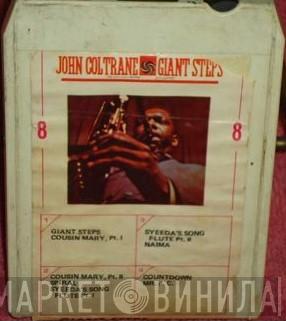 JOHN COLTRANE GIANT STEPS
8 8
1
GIANT STEPS
COUSIN MARY, Pt. I
2
COUSIN MARY, Pt. II
SPIRAL
SYEEDA'S SONG
FLUTE Pt. I
3
SYEEDA'S SONG
FLUTE Pt. II
NAIMA
4
COUNTDOWN
MR. P.C.
МАРКЕТ ВИНИЛА